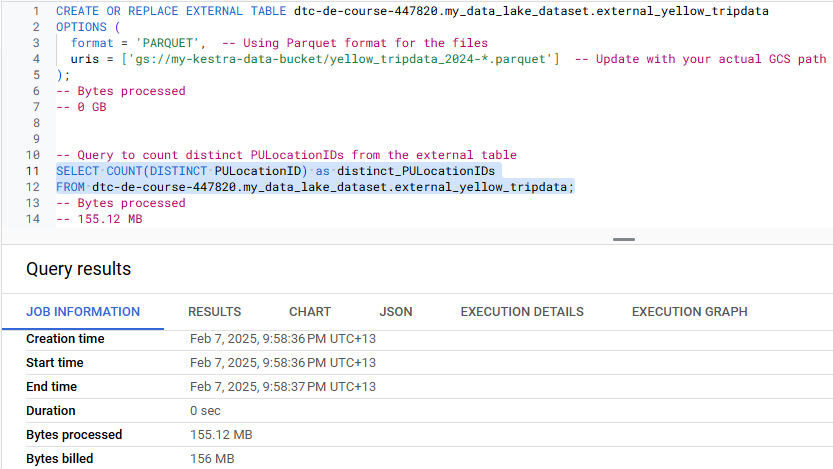 1 CREATE OR REPLACE EXTERNAL TABLE dtc-de-course-447820.my_data_lake_dataset.external_yellow_tripdata
2 OPTIONS (
3 format = 'PARQUET', -- Using Parquet format for the files
4 uris = ['gs://my-kestra-data-bucket/yellow_tripdata_2024-*.parquet'] -- Update with your actual GCS path
5 );
6 -- Bytes processed
7 -- 0 GB
8
9
10 -- Query to count distinct PULocationIDs from the external table
11 SELECT COUNT(DISTINCT PULocationID) as distinct_PULocationIDs
12 FROM dtc-de-course-447820.my_data_lake_dataset.external_yellow_tripdata;
13 -- Bytes processed
14 -- 155.12 MB
Query results
JOB INFORMATION RESULTS CHART JSON EXECUTION DETAILS EXECUTION GRAPH
Creation time Feb 7, 2025, 9:58:36 PM UTC+13
Start time Feb 7, 2025, 9:58:36 PM UTC+13
End time Feb 7, 2025, 9:58:37 PM UTC+13
Duration 0 sec
Bytes processed 155.12 MB
Bytes billed 156 MB